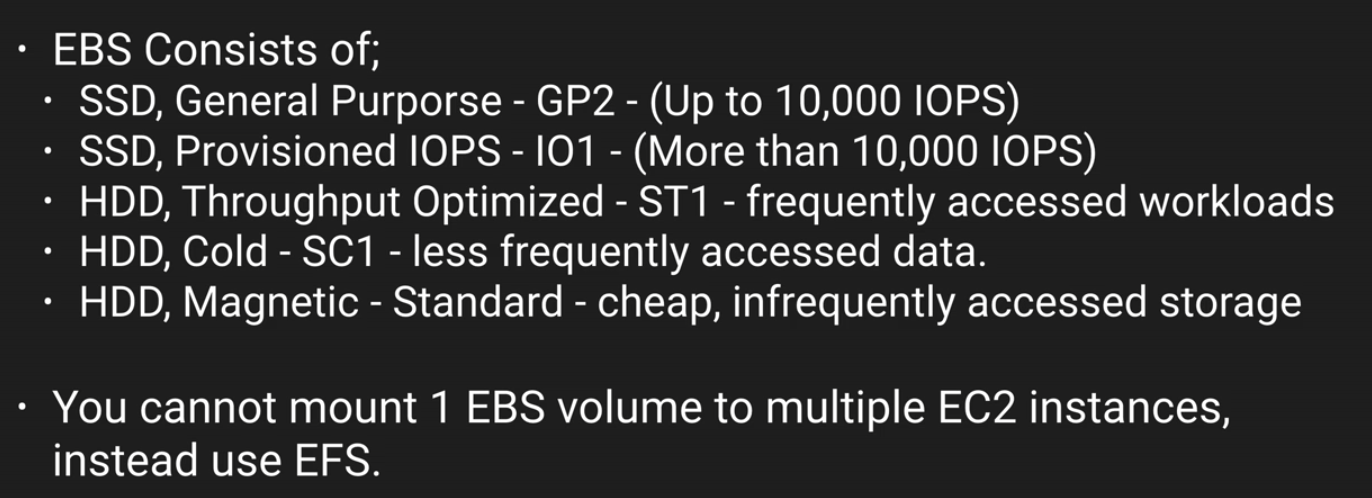 • EBS Consists of;
• SSD, General Purporse - GP2 - (Up to 10,000 IOPS)
• SSD, Provisioned IOPS - IO1 - (More than 10,000 IOPS)
• HDD, Throughput Optimized - ST1 - frequently accessed workloads
• HDD, Cold - SC1 - less frequently accessed data.
• HDD, Magnetic - Standard - cheap, infrequently accessed storage
• You cannot mount 1 EBS volume to multiple EC2 instances,
instead use EFS.